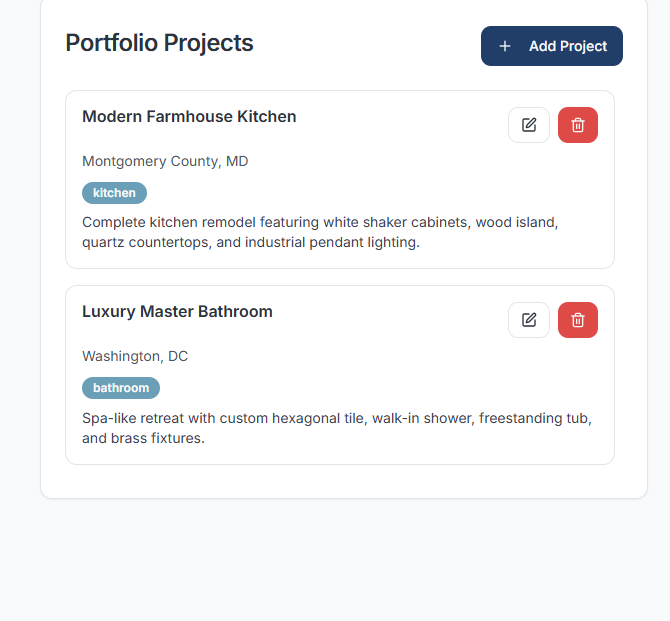 Portfolio Projects
Add Project
Modern Farmhouse Kitchen
Montgomery County, MD
kitchen
Complete kitchen remodel featuring white shaker cabinets, wood island,
quartz countertops, and industrial pendant lighting.
Luxury Master Bathroom
Washington, DC
bathroom
Spa-like retreat with custom hexagonal tile, walk-in shower, freestanding tub,
and brass fixtures.